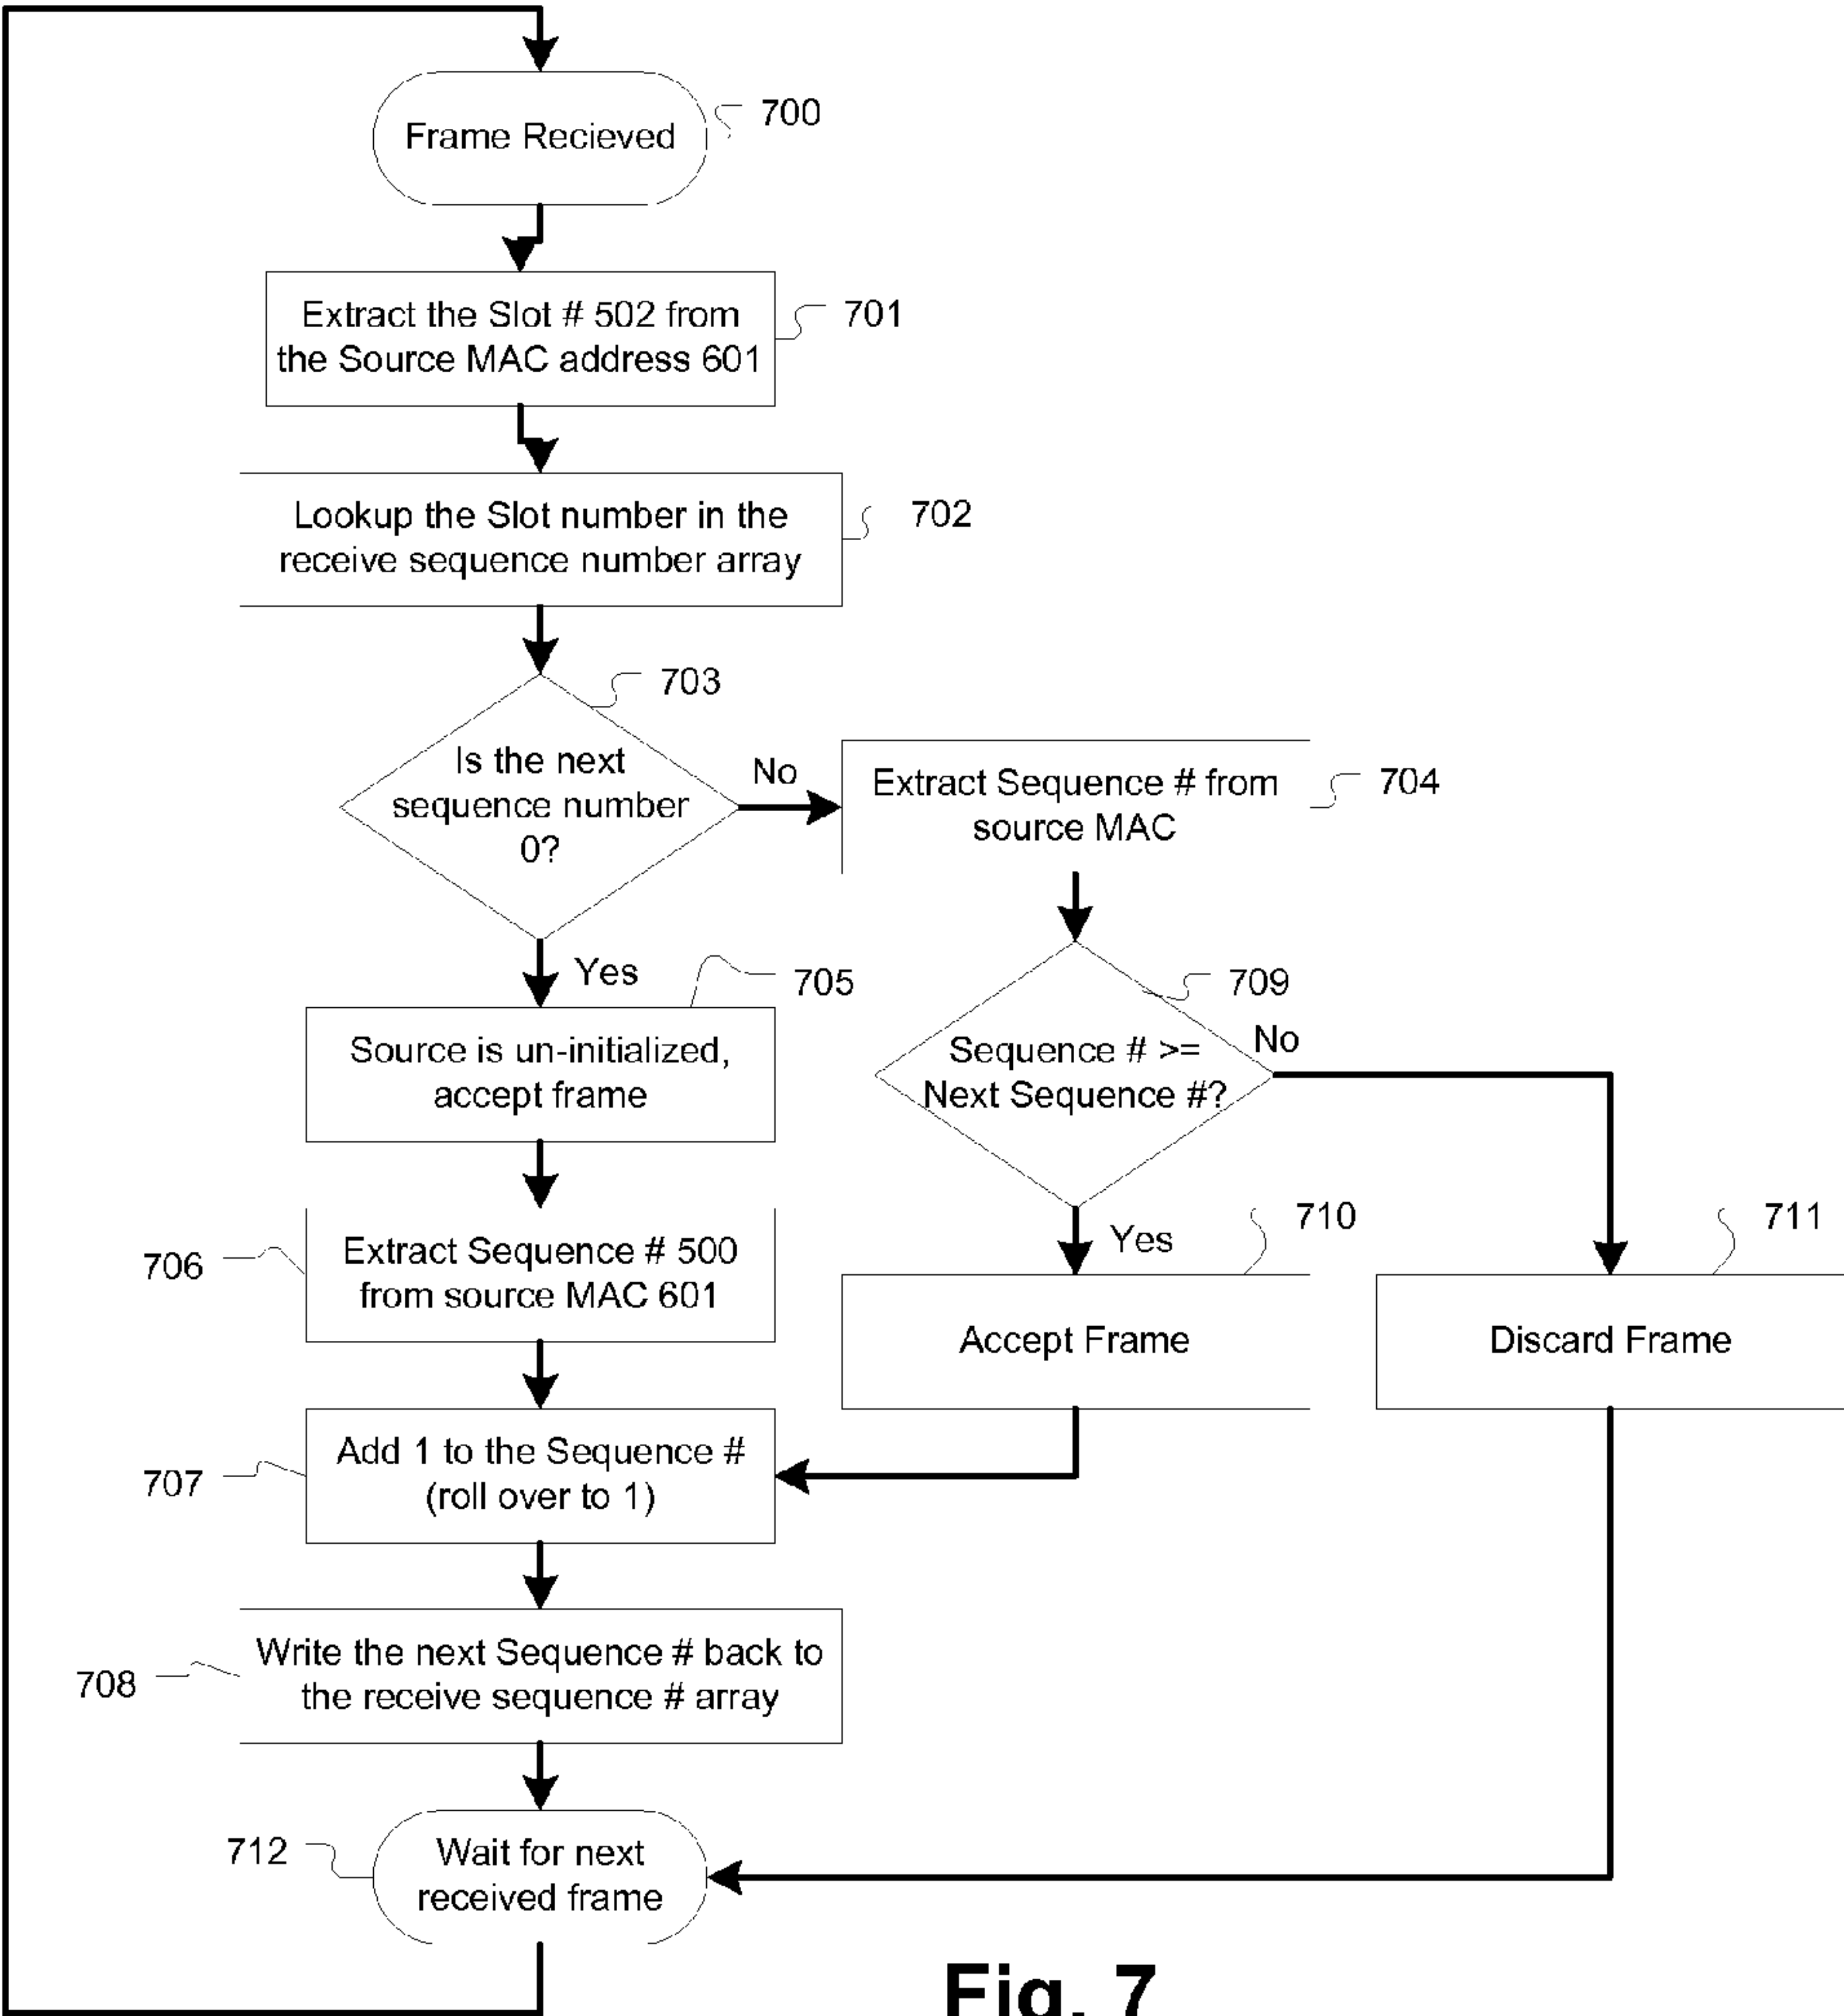 Frame Recieved
700
Extract the Slot # 502 from
the Source MAC address 601
701
Lookup the Slot number in the
receive sequence number array
702
703
Is the next
sequence number
0?
No
Extract Sequence # from
source MAC
704
Yes
705
Source is un-initialized,
accept frame
709
Sequence # >=
Next Sequence #?
No
706
Extract Sequence # 500
from source MAC 601
Yes
710
711
Accept Frame
Discard Frame
707
Add 1 to the Sequence #
(roll over to 1)
708
Write the next Sequence # back to
the receive sequence # array
712
Wait for next
received frame
Fig. 7